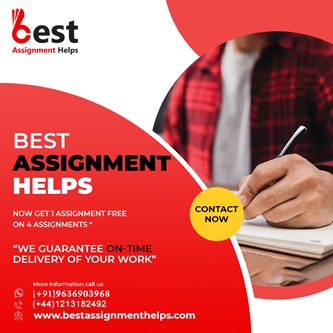 best
Assignment Helps
BEST
ASSIGNMENT
HELPS
NOW GET 1 ASSIGNMENT FREE
ON 4 ASSIGNMENTS *
CONTACT
NOW
“WE GUARANTEE ON-TIME
DELIVERY OF YOUR WORK”
More information call us
(+91)9636903968
(+44)1213182492
www.bestassignmenthelps.com